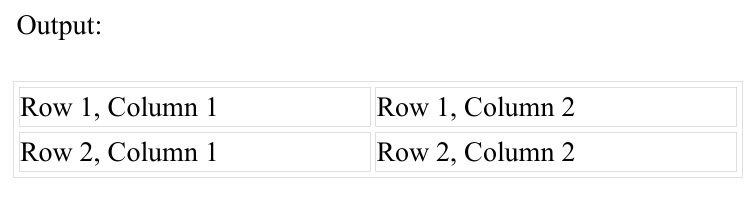 Output:
Row 1, Column 1 Row 1, Column 2
Row 2, Column 1 Row 2, Column 2